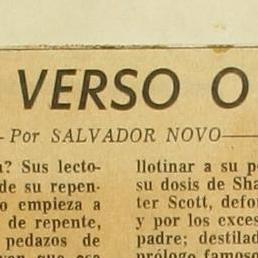 VERSO O
Por SALVADOR NOVO
a? Sus lecto-
de su repen-
o empieza a
de repente,
pedazos de
llotinar a su p
su dosis de Sha
ter Scott, defo
y por los exces
padre; destilad
prólogo famoso